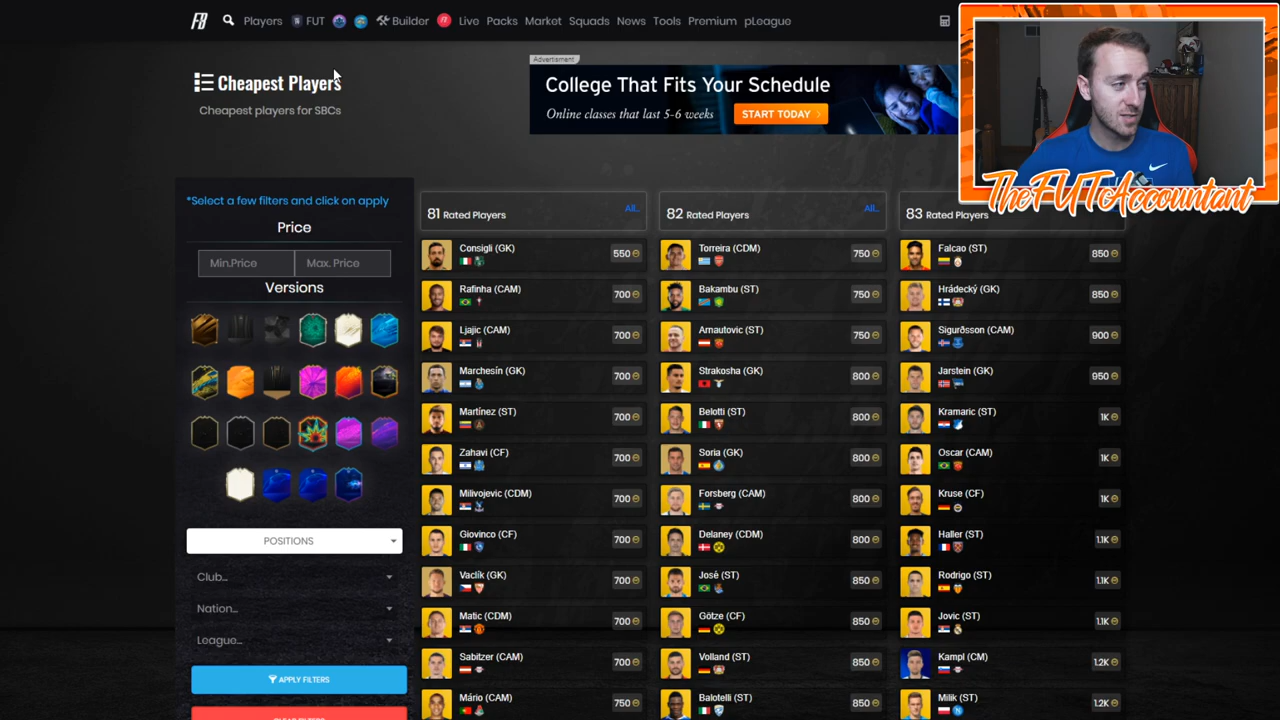 FB Players FUT Builder Live Packs Market Squads News Tools Premium pLeague
Cheapest Players
Cheapest players for SBCs
Advertisment
College That Fits Your Schedule
Online classes that last 5-6 weeks
START TODAY
TheFUTAccountant
*Select a few filters and click on apply
Price
Min.Price Max. Price
Versions
POSITIONS
Club...
Nation...
League...
APPLY FILTERS
81 Rated Players All..
Consigli (GK) 550
Rafinha (CAM) 700
Ljajic (CAM) 700
Marchesín (GK) 700
Martínez (ST) 700
Zahavi (CF) 700
Milivojevic (CDM) 700
Giovinco (CF) 700
Vaclík (GK) 700
Matic (CDM) 700
Sabitzer (CAM) 700
Mário (CAM) 750
82 Rated Players All..
Torreira (CDM) 750
Bakambu (ST) 750
Arnautovic (ST) 750
Strakosha (GK) 800
Belotti (ST) 800
Soria (GK) 800
Forsberg (CAM) 800
Delaney (CDM) 800
José (ST) 850
Götze (CF) 850
Volland (ST) 850
Balotelli (ST) 850
83 Rated Players
Falcao (ST) 850
Hrádecký (GK) 850
Sigurðsson (CAM) 900
Jarstein (GK) 950
Kramaric (ST) 1K
Oscar (CAM) 1K
Kruse (CF) 1K
Haller (ST) 1.1K
Rodrigo (ST) 1.1K
Jovic (ST) 1.1K
Kampl (CM) 1.2K
Milik (ST) 1.2K